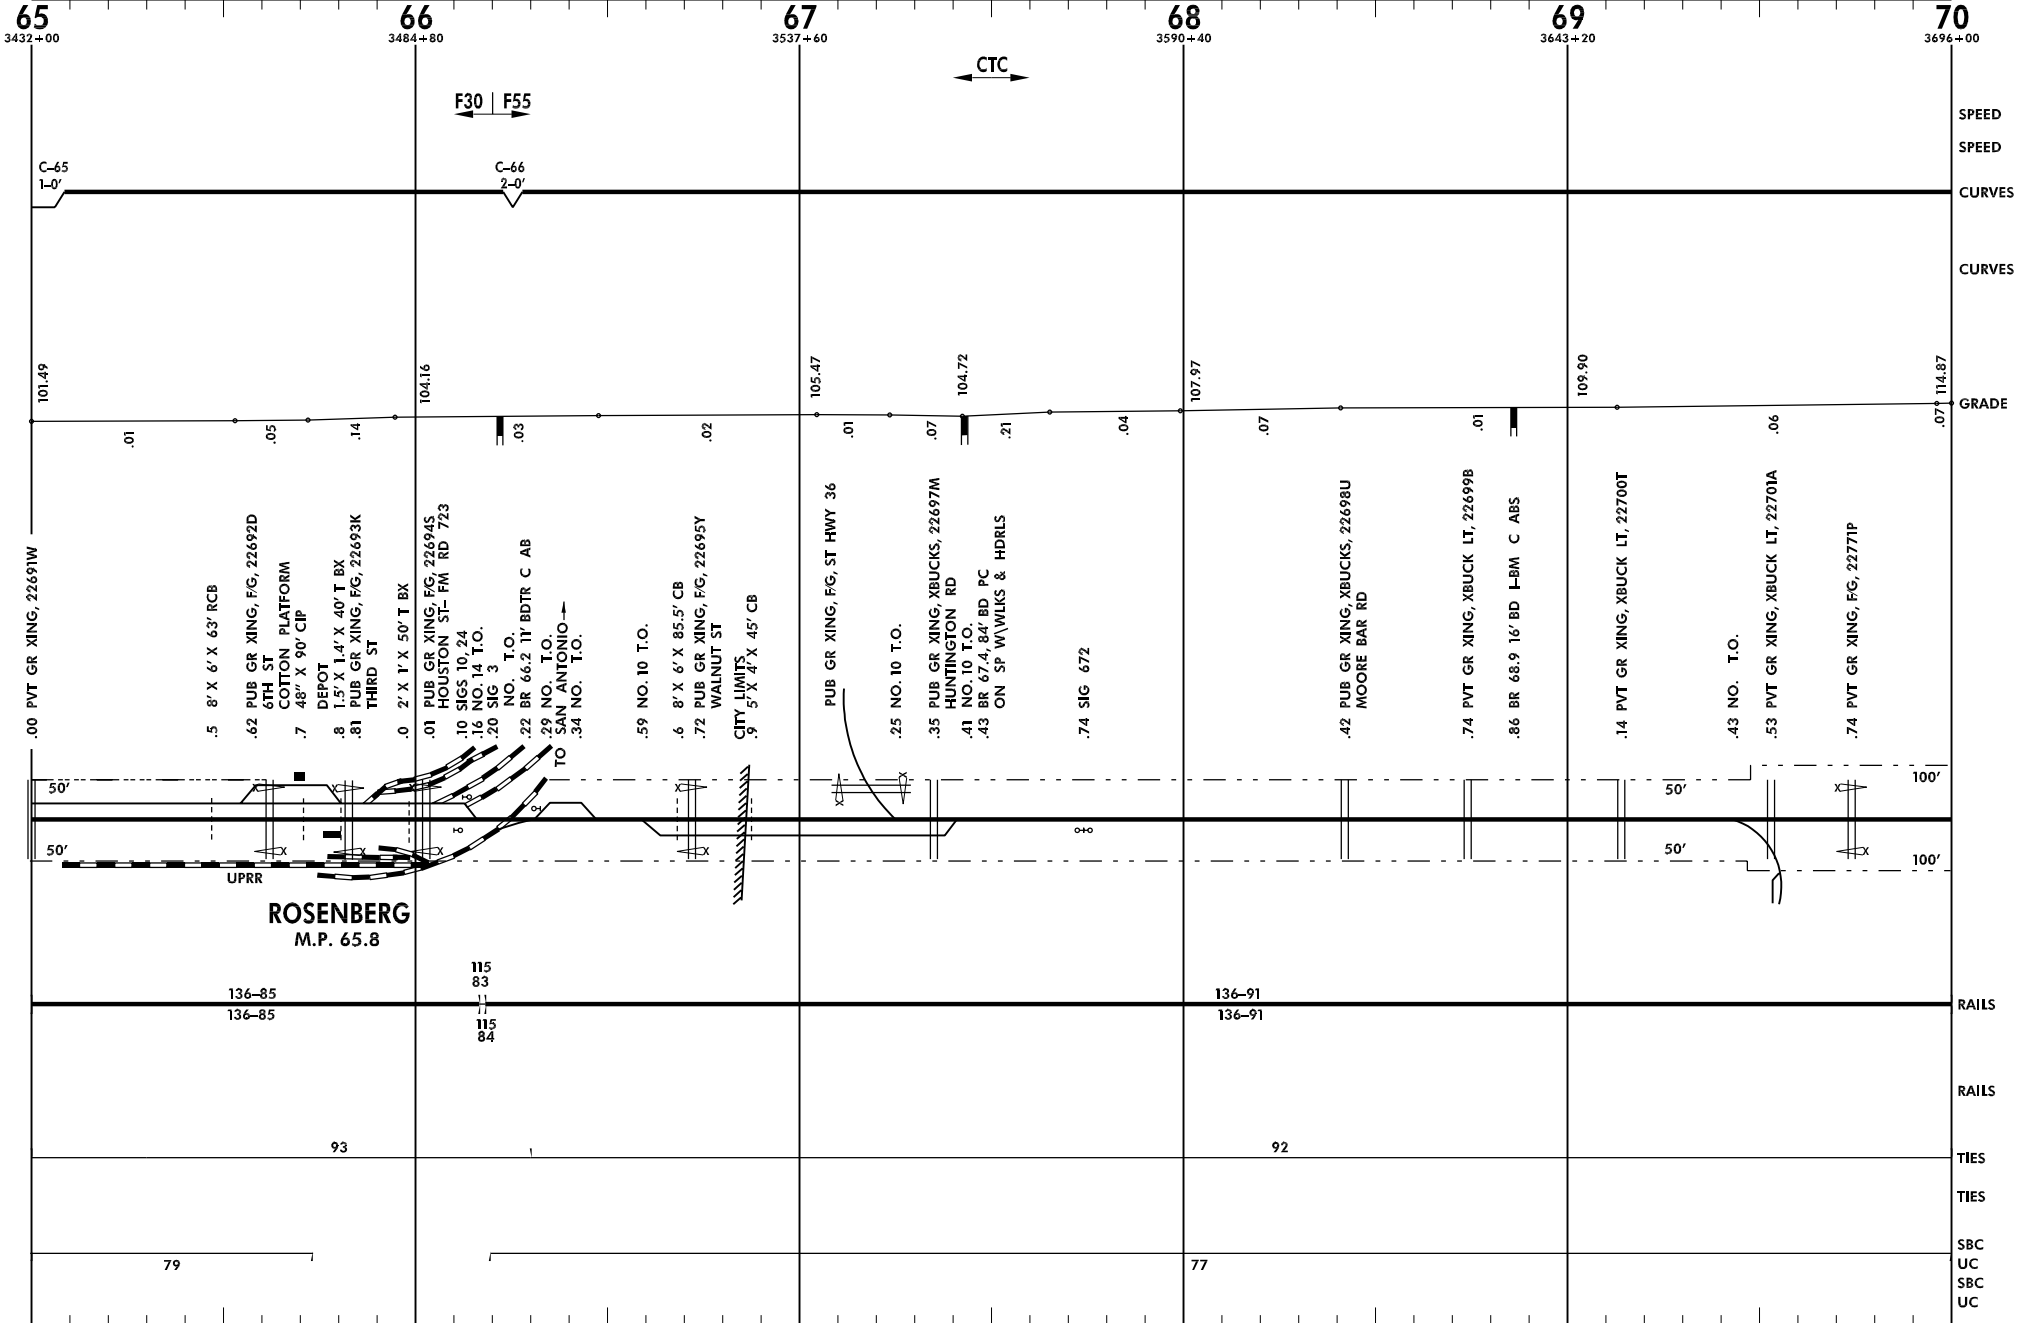 65
66
67
68
69
70
3432+00
3484+80
3537+60
3590+40
3643+20
3696+00
CTC
F30 F55
SPEED
SPEED
C-65
1-0'
C-66
2-0'
CURVES
CURVES
101.49
104.16
105.47
104.72
107.97
109.90
114.87
GRADE
.01
.05
.14
.03
.02
.01
.07
.21
.04
.07
.01
.06
.07
.00 PVT GR XING, 22691W
.5 8' X 6' X 63' RCB
.62 PUB GR XING, F/G, 22692D
6TH ST
COTTON PLATFORM
.7 48" X 90' CIP
DEPOT
.8 1.5' X 1.4' X 40' T BX
.81 PUB GR XING, F/G, 22693K
THIRD ST
.0 2' X 1' X 50' T BX
.01 PUB GR XING, F/G, 22694S
HOUSTON ST- FM RD 723
.10 SIGS 10, 24
.16 NO. 14 T.O.
.20 SIG 3
NO. T.O.
.22 BR 66.2 11' BDTR C AB
.29 NO. T.O.
TO SAN ANTONIO
.34 NO. T.O.
.59 NO. 10 T.O.
.6 8' X 6' X 85.5' CB
.72 PUB GR XING, F/G, 22695Y
WALNUT ST
CITY LIMITS
.9 5' X 4' X 45' CB
PUB GR XING, F/G, ST HWY 36
.25 NO. 10 T.O.
.35 PUB GR XING, XBUCKS, 22697M
HUNTINGTON RD
.41 NO. 10 T.O.
.43 BR 67.4, 84' BD PC
ON SP W\WLKS & HDRLS
.74 SIG 672
.42 PUB GR XING, XBUCKS, 22698U
MOORE BAR RD
.74 PVT GR XING, XBUCK LT, 22699B
.86 BR 68.9 16' BD I-BM C ABS
.14 PVT GR XING, XBUCK LT, 22700T
.43 NO. T.O.
.53 PVT GR XING, XBUCK LT, 22701A
.74 PVT GR XING, F/G, 22771P
50'
50'
100'
50'
50'
100'
UPRR
ROSENBERG
M.P. 65.8
115
83
136-85
136-85
115
84
136-91
136-91
RAILS
RAILS
93
92
TIES
TIES
79
77
SBC
UC
SBC
UC